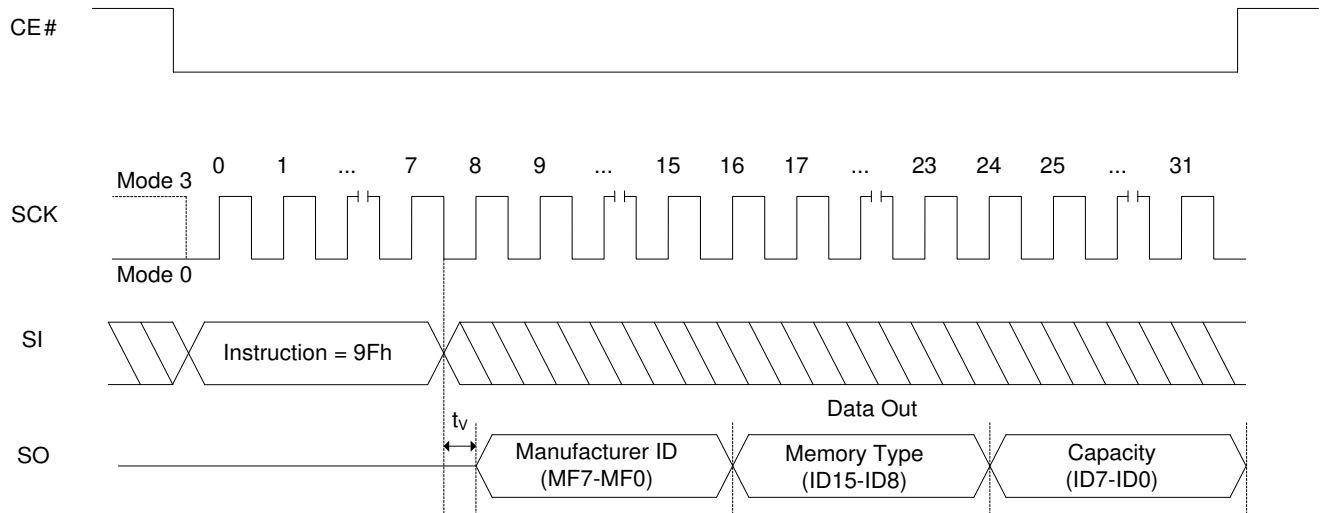 CE#
0 1 ... 7 8 9 ... 15 16 17 ... 23 24 25 ... 31
Mode 3
SCK
Mode 0
SI
Instruction = 9Fh
tV
Data Out
SO
Manufacturer ID
(MF7-MF0)
Memory Type
(ID15-ID8)
Capacity
(ID7-ID0)